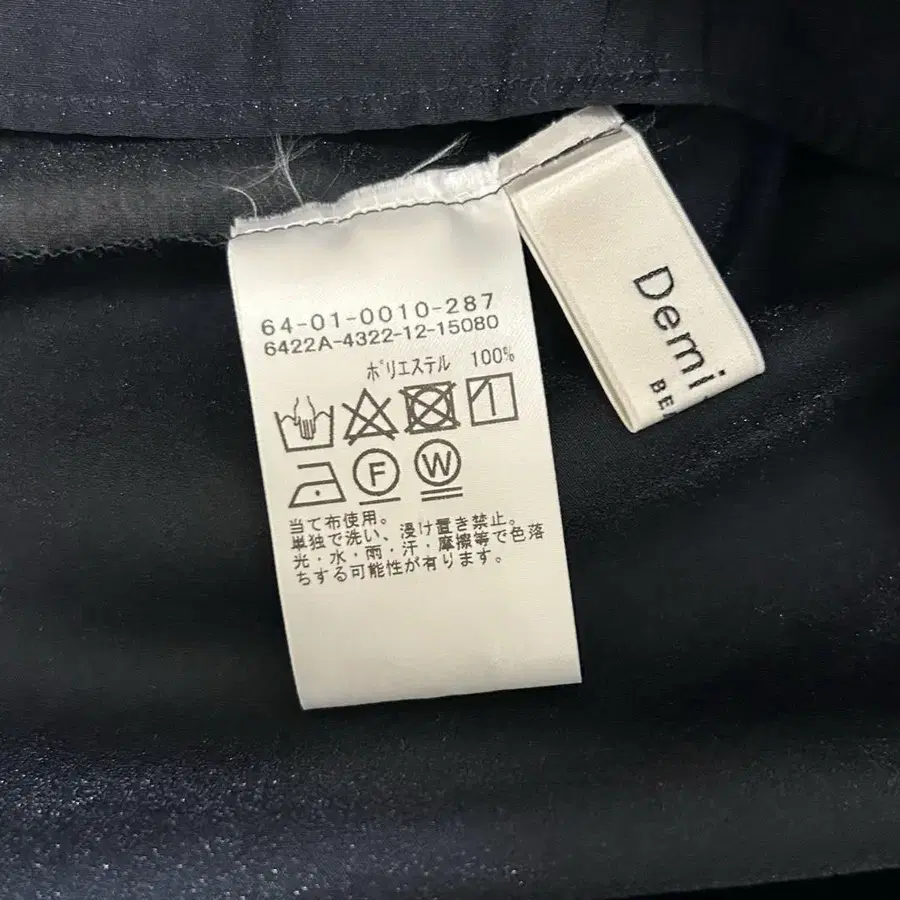 64-01-0010-287
6422A-4322-12-15080
ポリエステル 100%
F W
当て布使用。
単独で洗い、浸け置き禁止。
光・水・雨・汗・摩擦等で色落
ちする可能性が有ります。
Demi